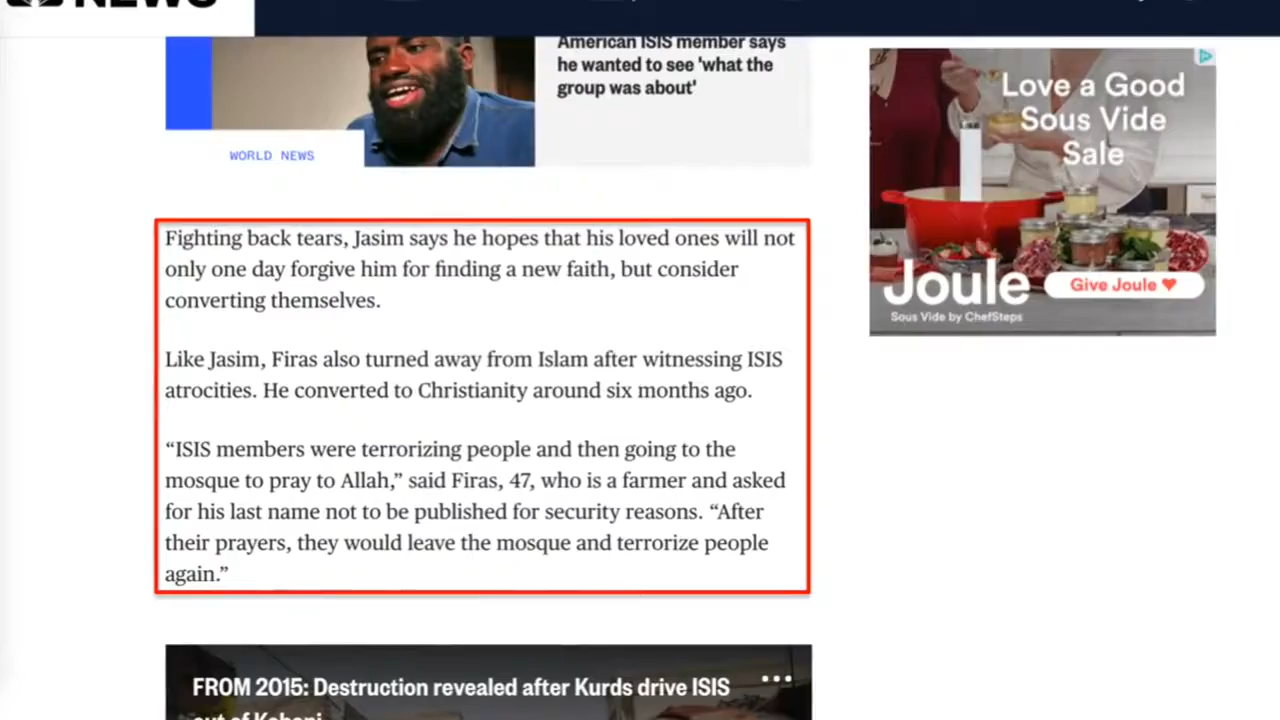 NEWS
American ISIS member says
he wanted to see 'what the
group was about'
WORLD NEWS
Love a Good
Sous Vide
Sale
Joule
Give Joule ♥
Sous Vide by ChefSteps
Fighting back tears, Jasim says he hopes that his loved ones will not
only one day forgive him for finding a new faith, but consider
converting themselves.
Like Jasim, Firas also turned away from Islam after witnessing ISIS
atrocities. He converted to Christianity around six months ago.
“ISIS members were terrorizing people and then going to the
mosque to pray to Allah,” said Firas, 47, who is a farmer and asked
for his last name not to be published for security reasons. “After
their prayers, they would leave the mosque and terrorize people
again.”
FROM 2015: Destruction revealed after Kurds drive ISIS
out of Kobani